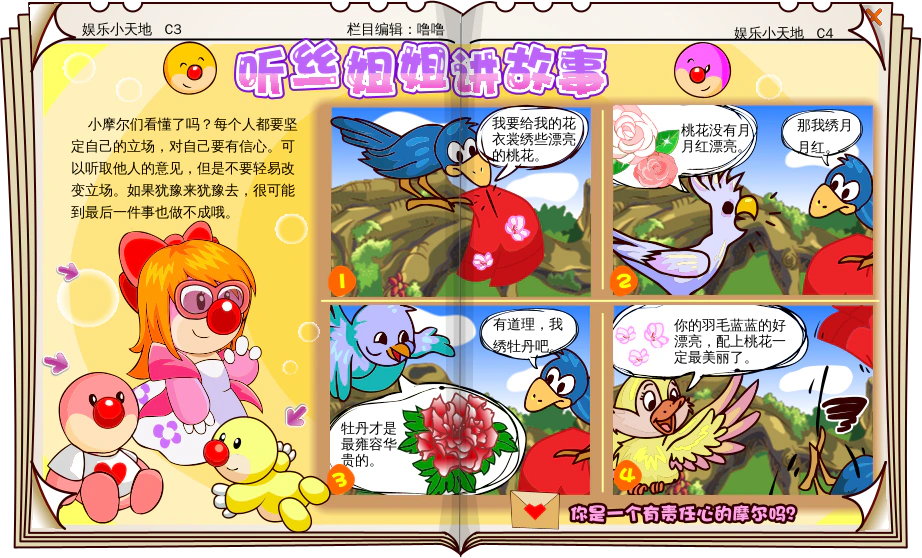 娱乐小天地 C3
栏目编辑：噜噜
娱乐小天地 C4
听丝姐姐讲故事
小摩尔们看懂了吗？每个人都要坚
定自己的立场，对自己要有信心。可
以听取他人的意见，但是不要轻易改
变立场。如果犹豫来犹豫去，很可能
到最后一件事也做不成哦。
我要给我的花
衣裳绣些漂亮
的桃花。
1
桃花没有月
月红漂亮。
那我绣月
月红。
2
有道理，我
绣牡丹吧。
牡丹才是
最雍容华
贵的。
3
你的羽毛蓝蓝的好
漂亮，配上桃花一
定最美丽了。
4
你是一个有责任心的摩尔吗？